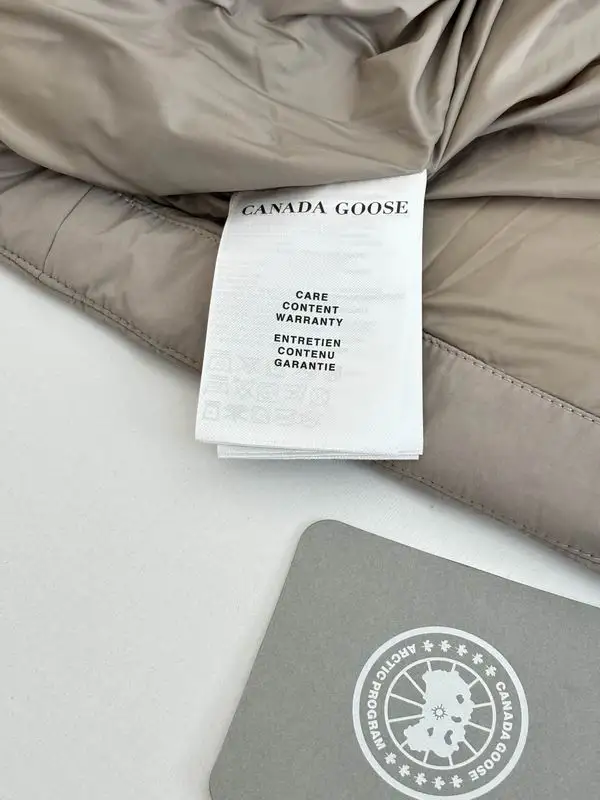 CANADA GOOSE
CARE
CONTENT
WARRANTY
ENTRETIEN
CONTENU
GARANTIE
ARCTIC PROGRAM
CANADA GOOSE